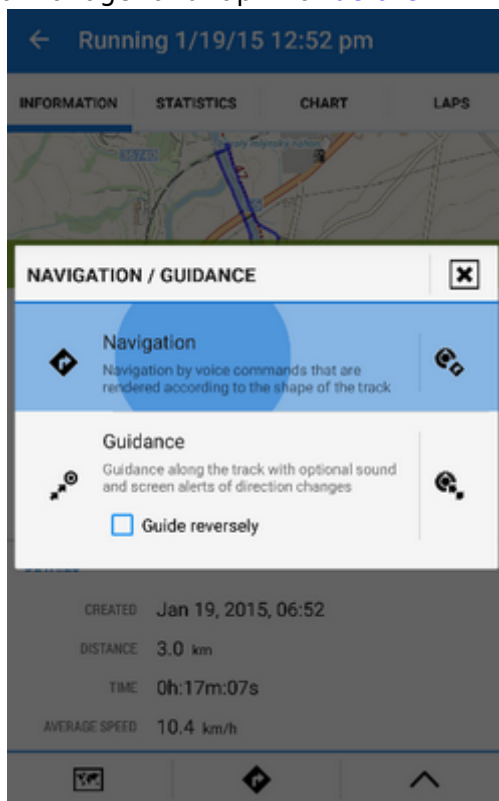 Running 1/19/15 12:52 pm
INFORMATION STATISTICS CHART LAPS
36740
NAVIGATION / GUIDANCE
Navigation
Navigation by voice commands that are
rendered according to the shape of the track
Guidance
Guidance along the track with optional sound
and screen alerts of direction changes
Guide reversely
CREATED Jan 19, 2015, 06:52
DISTANCE 3.0 km
TIME 0h:17m:07s
AVERAGE SPEED 10.4 km/h